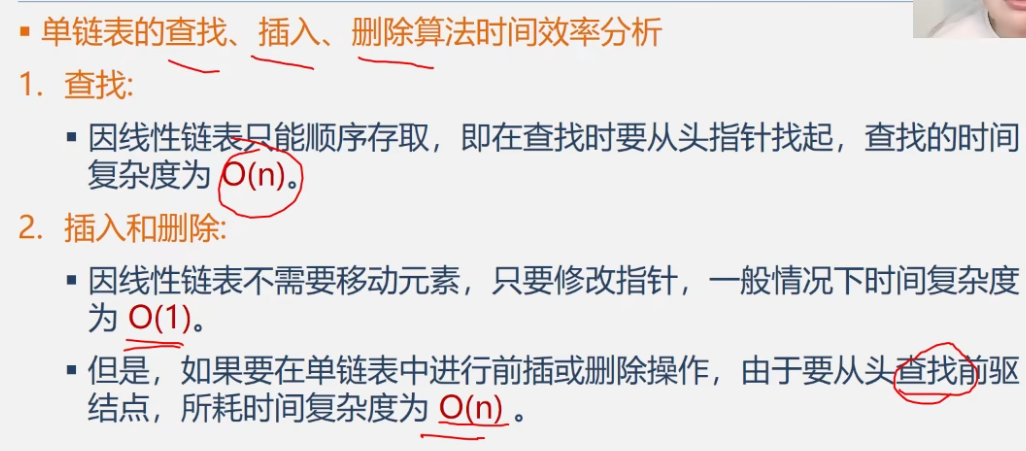 ▪ 单链表的查找、插入、删除算法时间效率分析
1. 查找:
▪ 因线性链表只能顺序存取，即在查找时要从头指针找起，查找的时间
复杂度为 O(n)。
2. 插入和删除:
▪ 因线性链表不需要移动元素，只要修改指针，一般情况下时间复杂度
为 O(1)。
▪ 但是，如果要在单链表中进行前插或删除操作，由于要从头查找前驱
结点，所耗时间复杂度为 O(n) 。